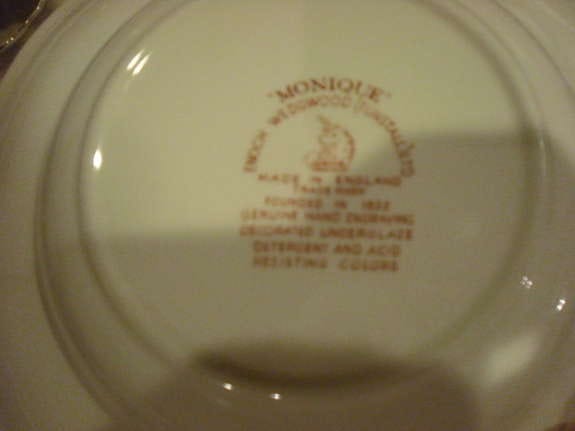 "MONIQUE"
ENOCH WEDGWOOD (TUNSTALL) LTD
MADE IN ENGLAND
TRADE MARK
FOUNDED IN
GENUINE HAND ENGRAVING
DECORATED UNDERGLAZE
DETERGENT AND ACID
RESISTING COLORS